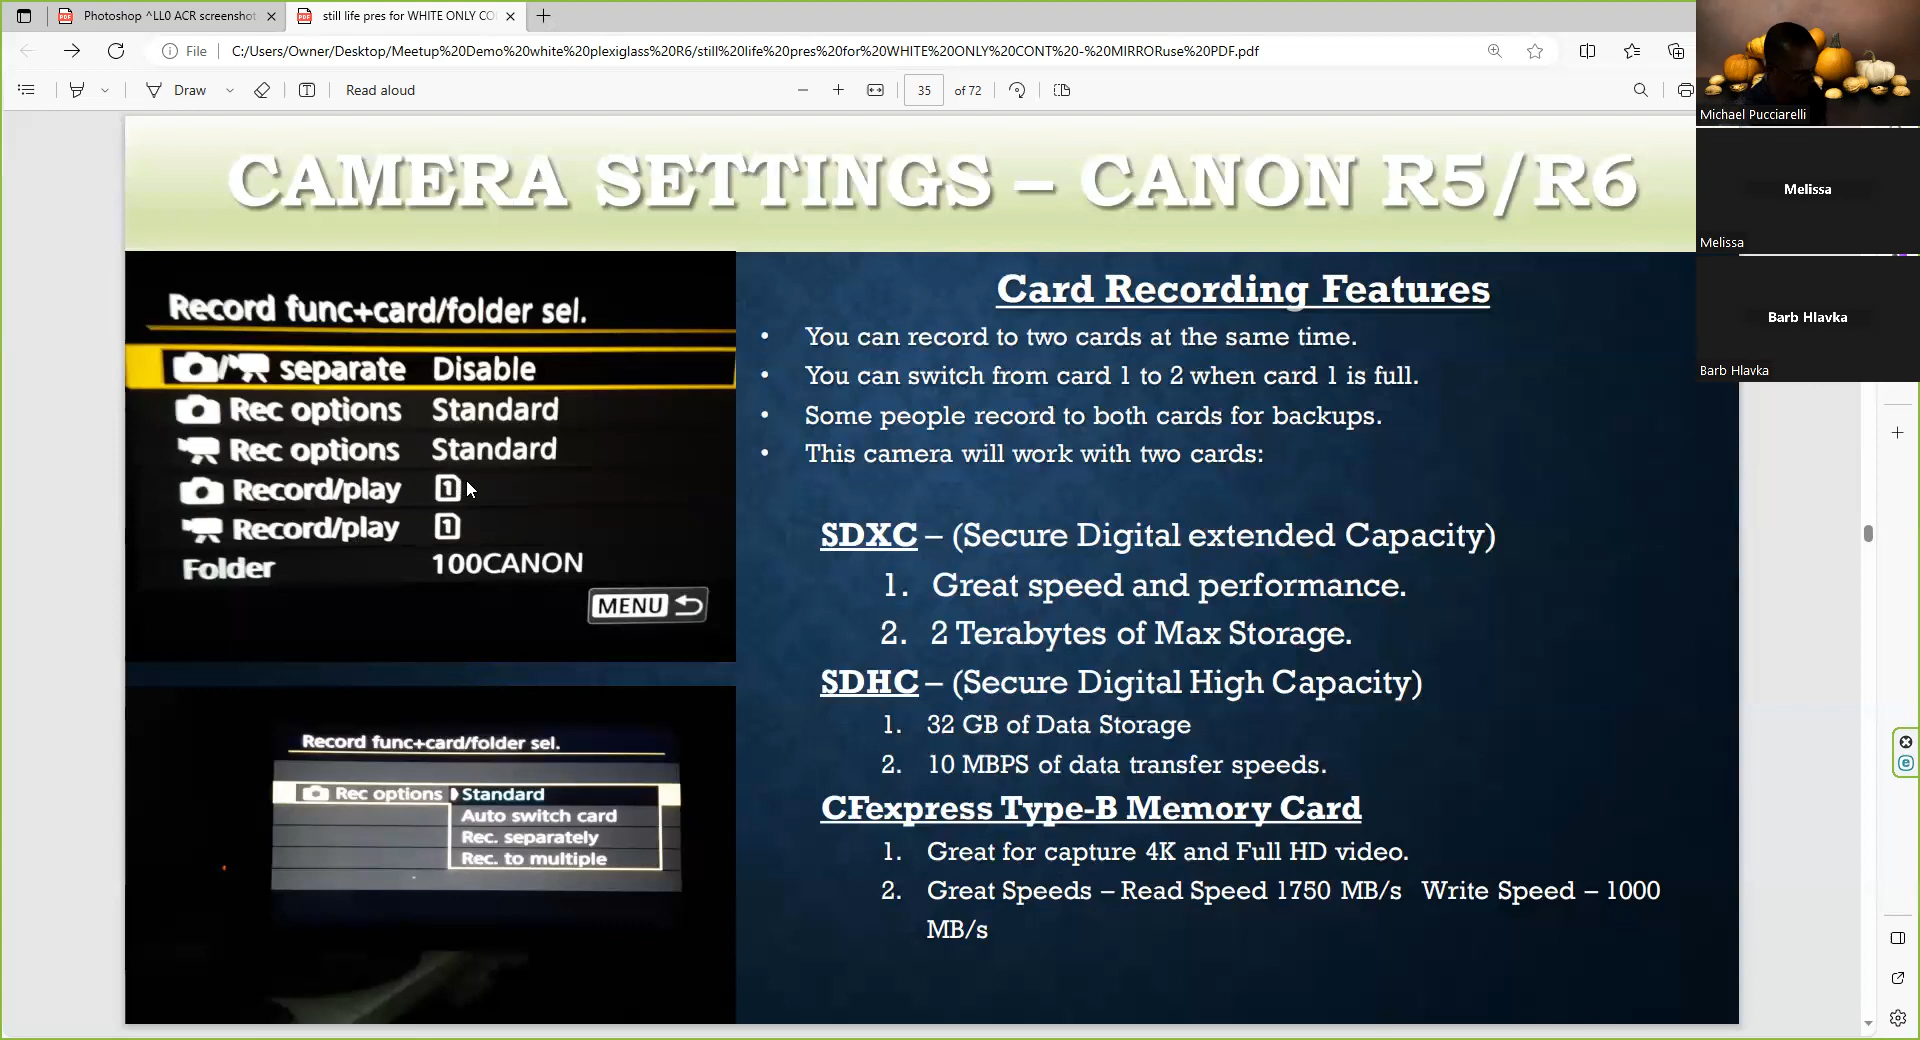 Photoshop ^LL0 ACR screenshot
still life pres for WHITE ONLY CO
File
C:/Users/Owner/Desktop/Meetup%20Demo%20white%20plexiglass%20R6/still%20life%20pres%20for%20WHITE%20ONLY%20CONT%20-%20MIRRORuse%20PDF.pdf
Draw
Read aloud
35
of 72
Michael Pucciarelli
Melissa
Melissa
Barb Hlavka
Barb Hlavka
CAMERA SETTINGS – CANON R5/R6
Record func+card/folder sel.
/ separate Disable
Rec options Standard
Rec options Standard
Record/play 1
Record/play 1
Folder 100CANON
MENU
Record func+card/folder sel.
Rec options Standard
Auto switch card
Rec. separately
Rec. to multiple
Card Recording Features
• You can record to two cards at the same time.
• You can switch from card 1 to 2 when card 1 is full.
• Some people record to both cards for backups.
• This camera will work with two cards:
SDXC – (Secure Digital extended Capacity)
1. Great speed and performance.
2. 2 Terabytes of Max Storage.
SDHC – (Secure Digital High Capacity)
1. 32 GB of Data Storage
2. 10 MBPS of data transfer speeds.
CFexpress Type-B Memory Card
1. Great for capture 4K and Full HD video.
2. Great Speeds – Read Speed 1750 MB/s Write Speed – 1000
MB/s